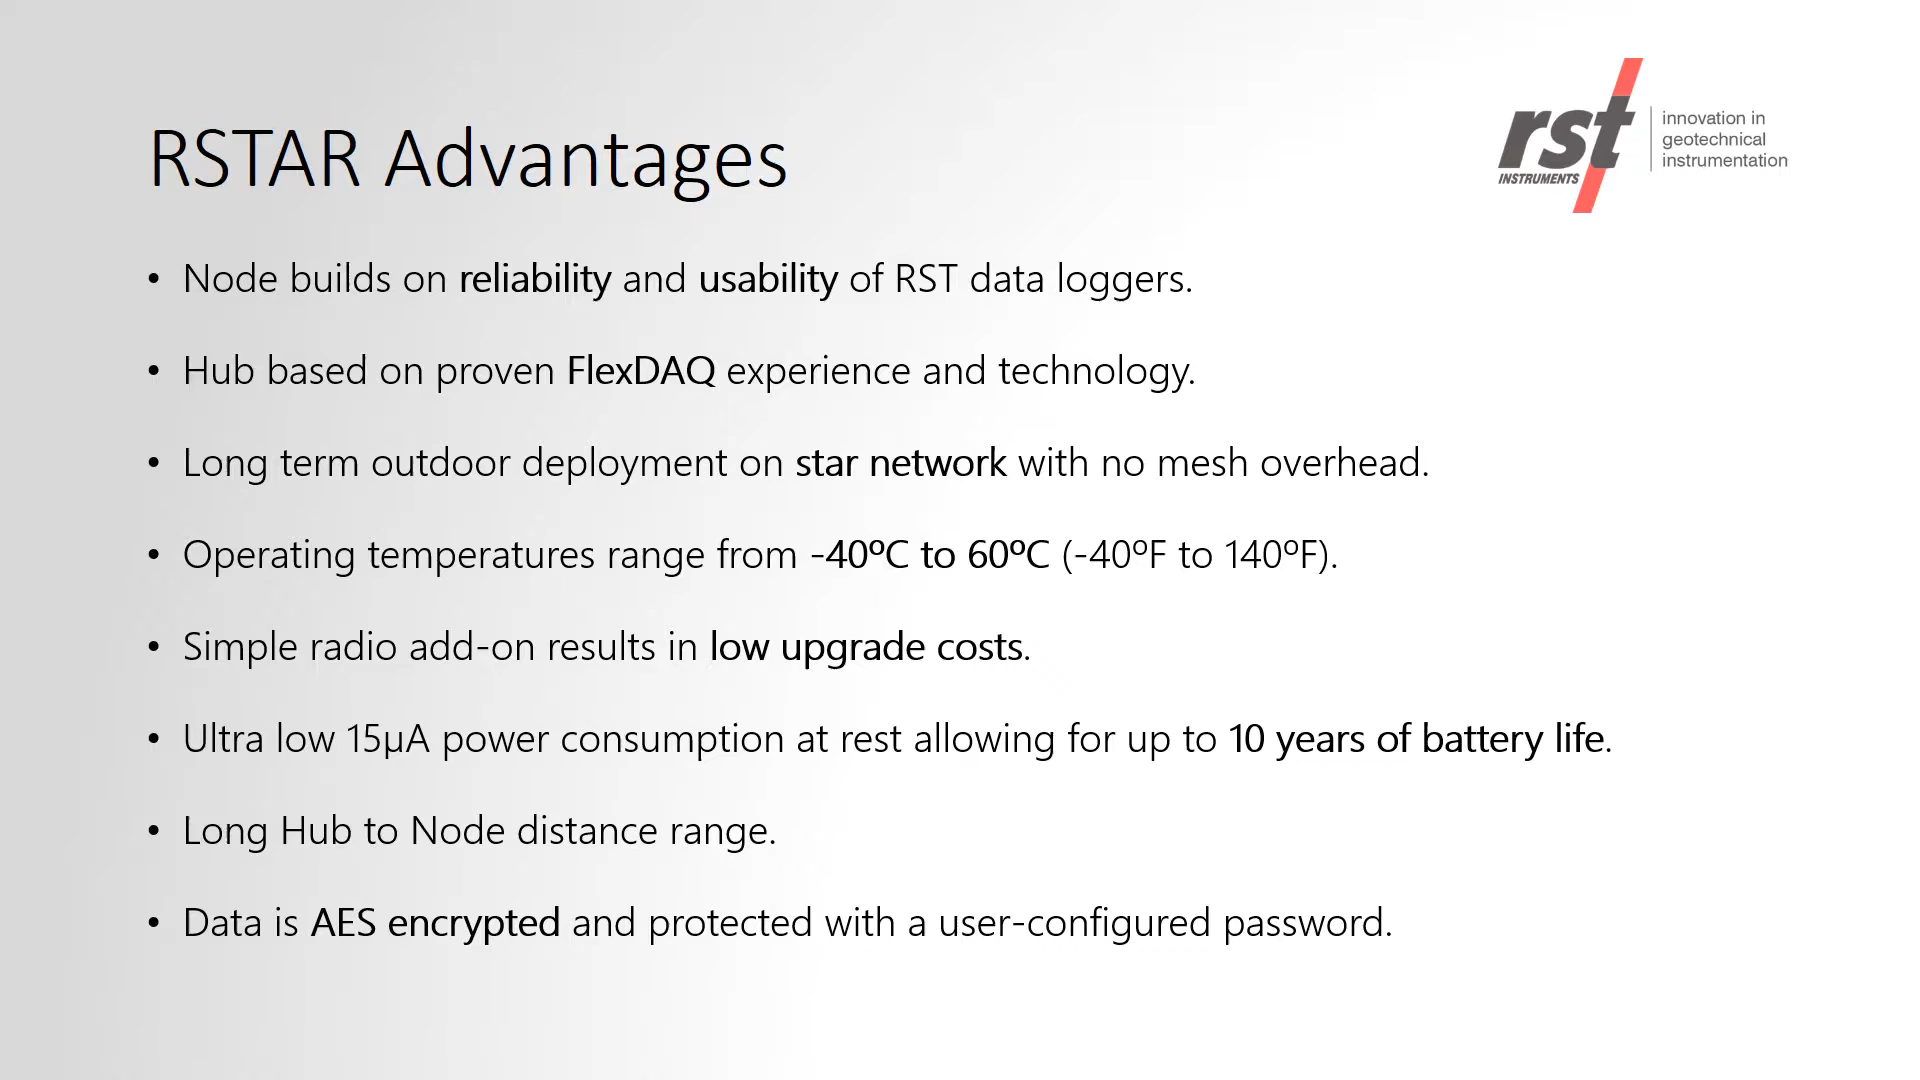 RSTAR Advantages
rst
INSTRUMENTS
innovation in
geotechnical
instrumentation
• Node builds on reliability and usability of RST data loggers.
• Hub based on proven FlexDAQ experience and technology.
• Long term outdoor deployment on star network with no mesh overhead.
• Operating temperatures range from -40ºC to 60ºC (-40ºF to 140ºF).
• Simple radio add-on results in low upgrade costs.
• Ultra low 15µA power consumption at rest allowing for up to 10 years of battery life.
• Long Hub to Node distance range.
• Data is AES encrypted and protected with a user-configured password.